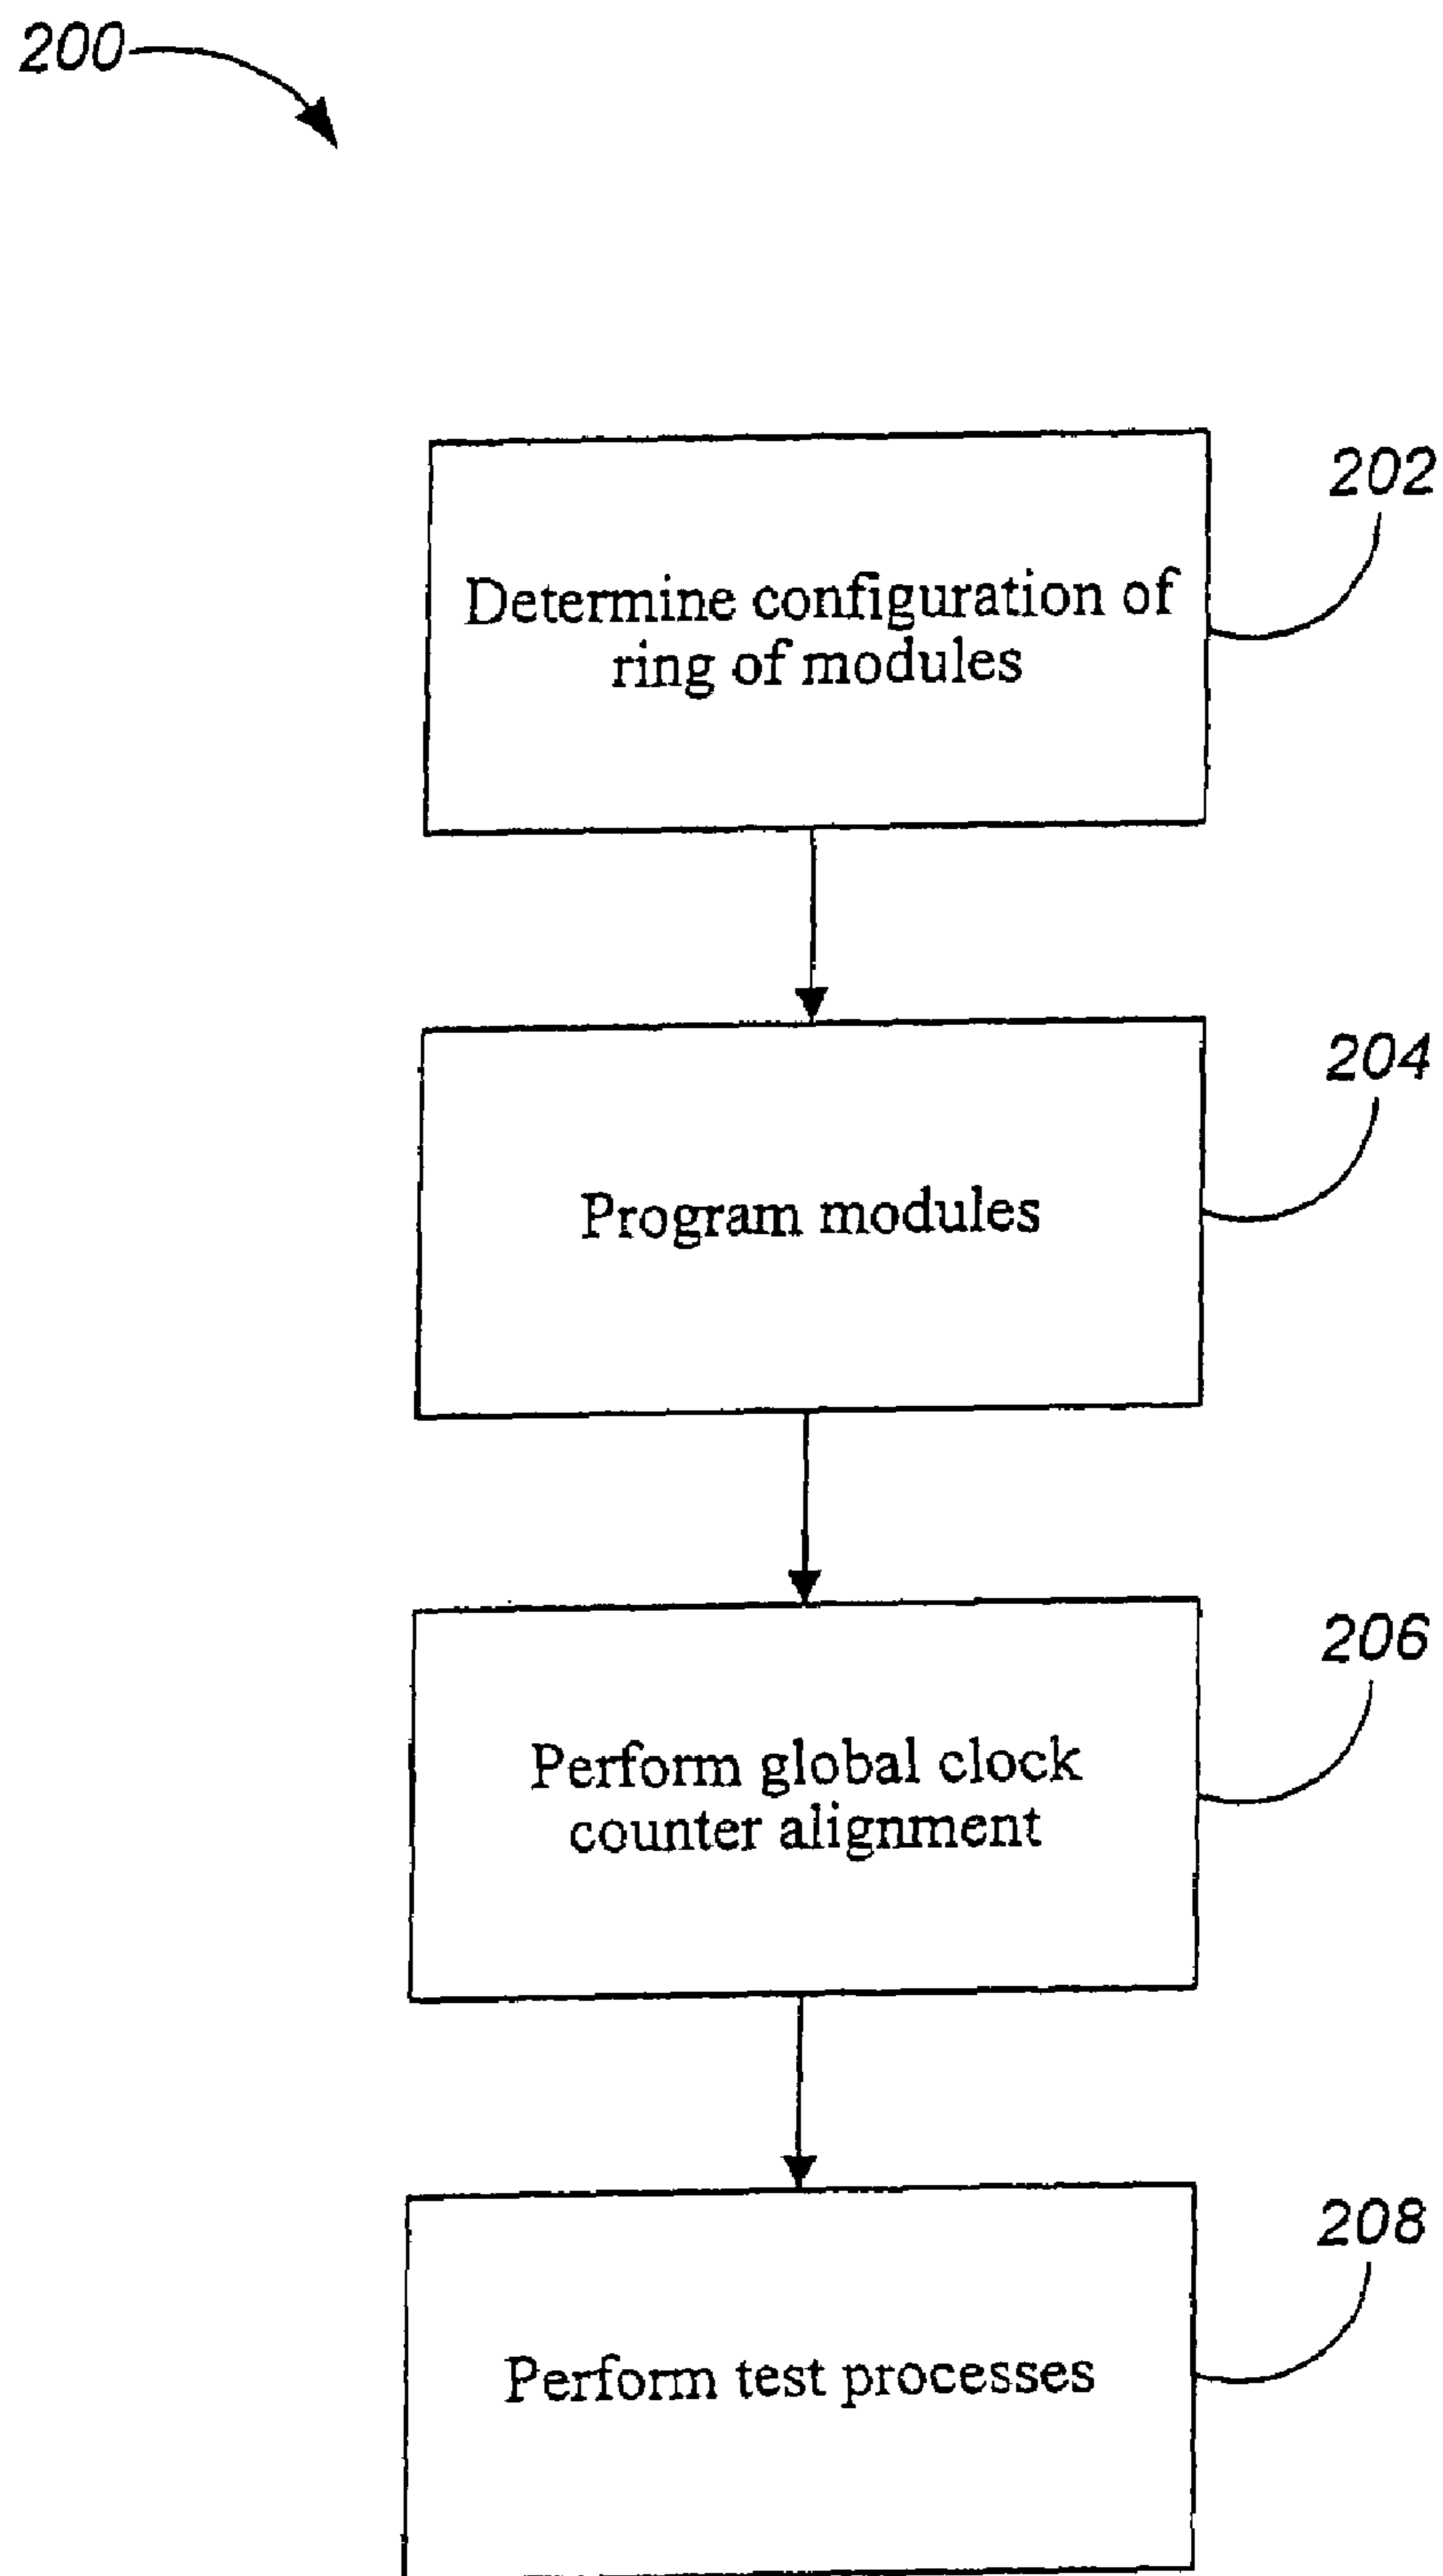 200
202
Determine configuration of
ring of modules
204
Program modules
206
Perform global clock
counter alignment
208
Perform test processes